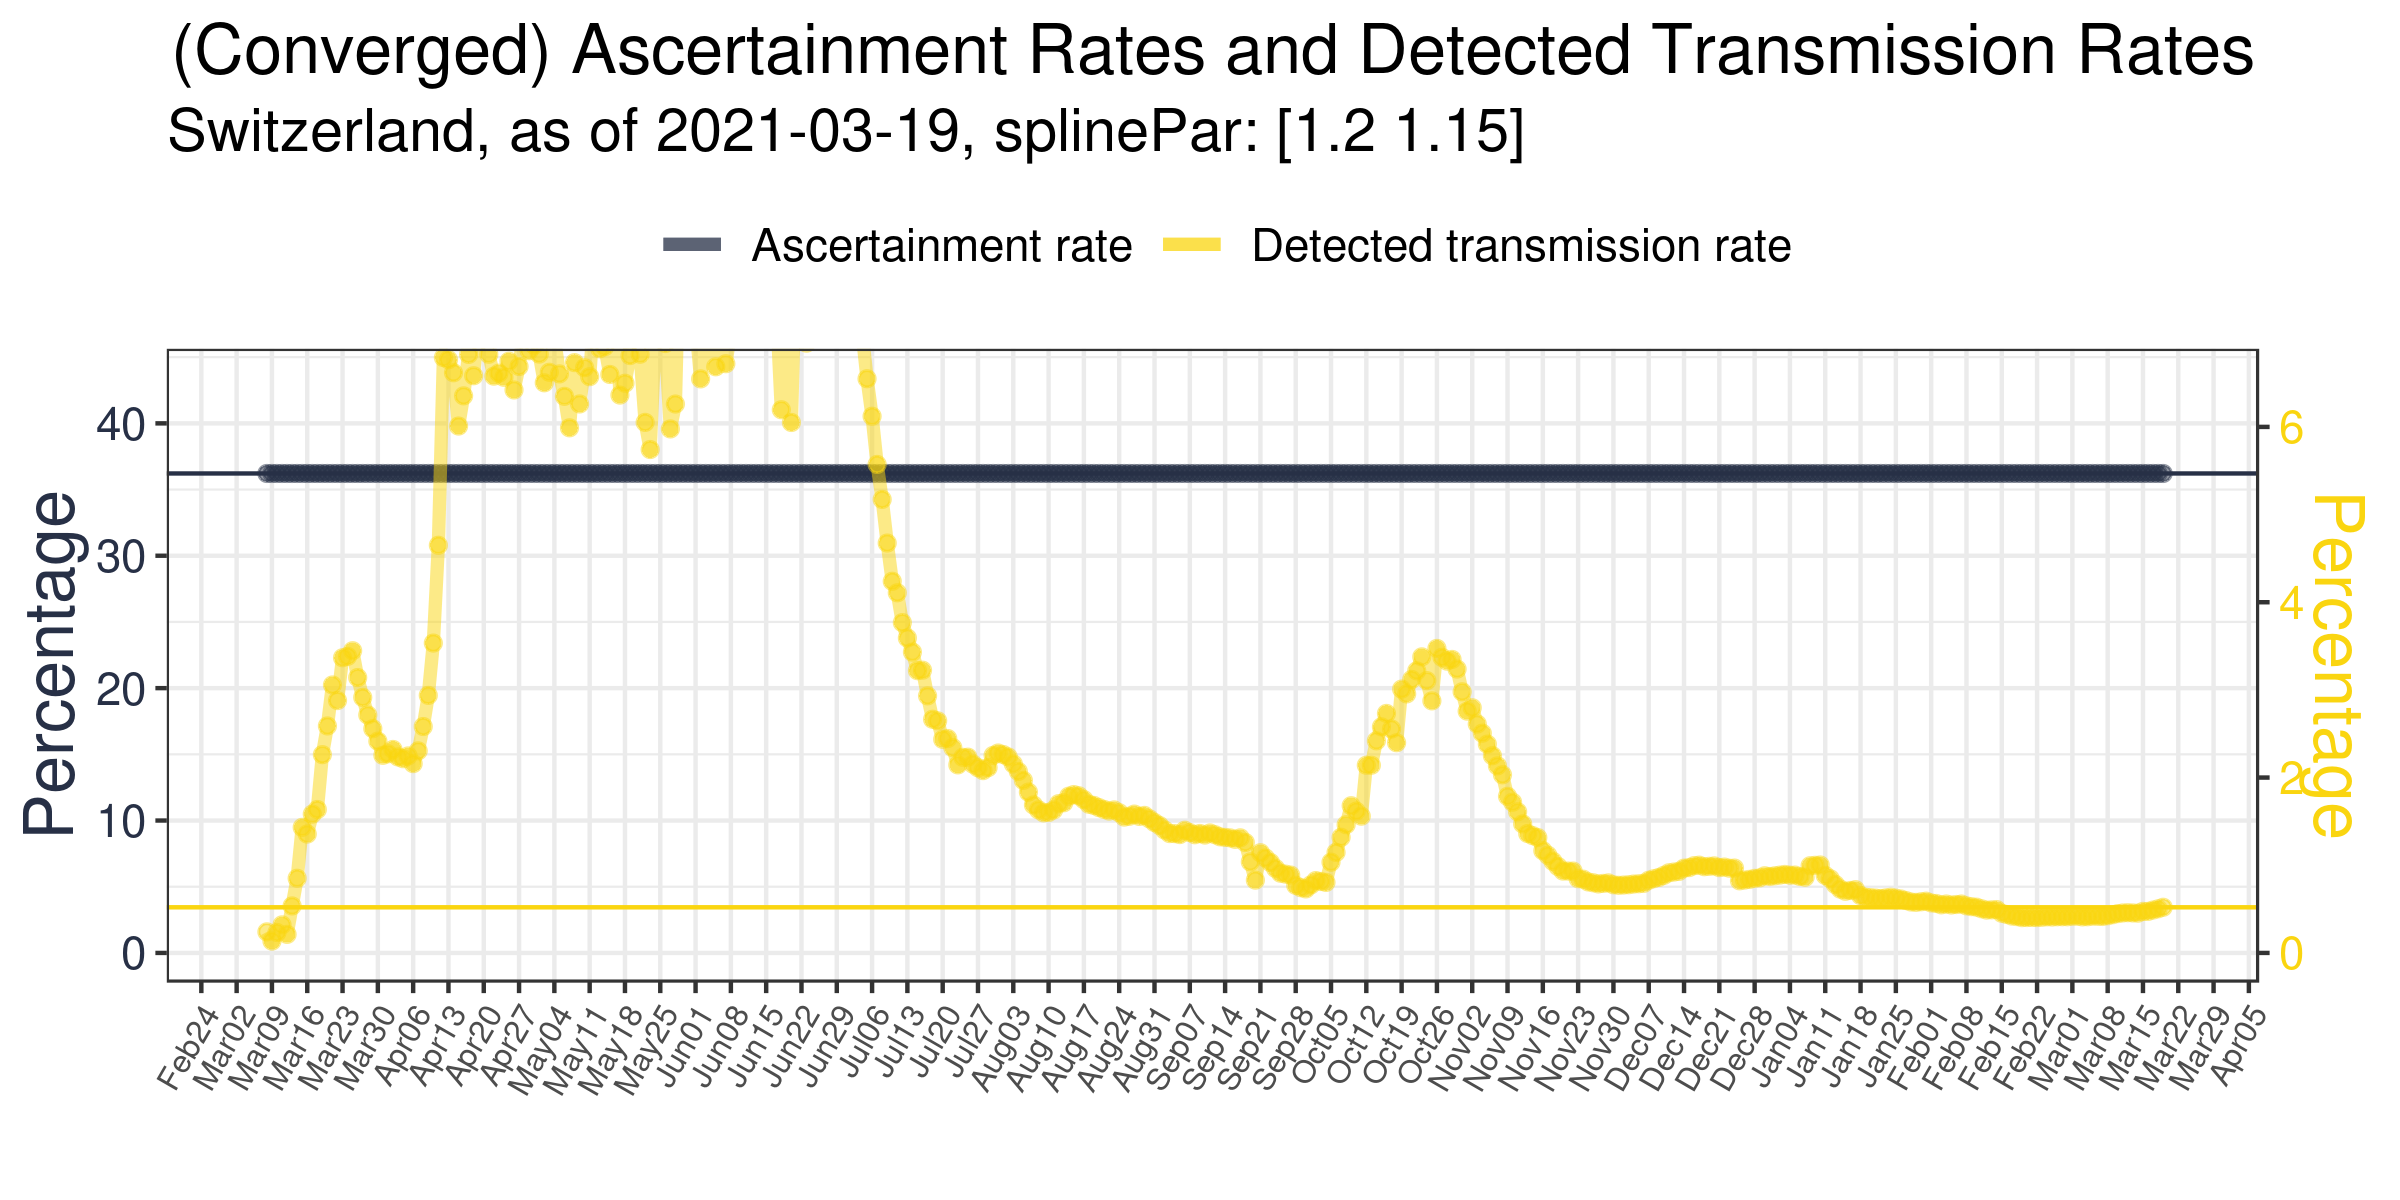 (Converged) Ascertainment Rates and Detected Transmission Rates
Switzerland, as of 2021-03-19, splinePar: [1.2 1.15]
Ascertainment rate
Detected transmission rate
Percentage
40
30
20
10
0
6
4
2
0
Percentage
Feb24
Mar02
Mar09
Mar16
Mar23
Mar30
Apr06
Apr13
Apr20
Apr27
May04
May11
May18
May25
Jun01
Jun08
Jun15
Jun22
Jun29
Jul06
Jul13
Jul20
Jul27
Aug03
Aug10
Aug17
Aug24
Aug31
Sep07
Sep14
Sep21
Sep28
Oct05
Oct12
Oct19
Oct26
Nov02
Nov09
Nov16
Nov23
Nov30
Dec07
Dec14
Dec21
Dec28
Jan04
Jan11
Jan18
Jan25
Feb01
Feb08
Feb15
Feb22
Mar01
Mar08
Mar15
Mar22
Mar29
Apr05